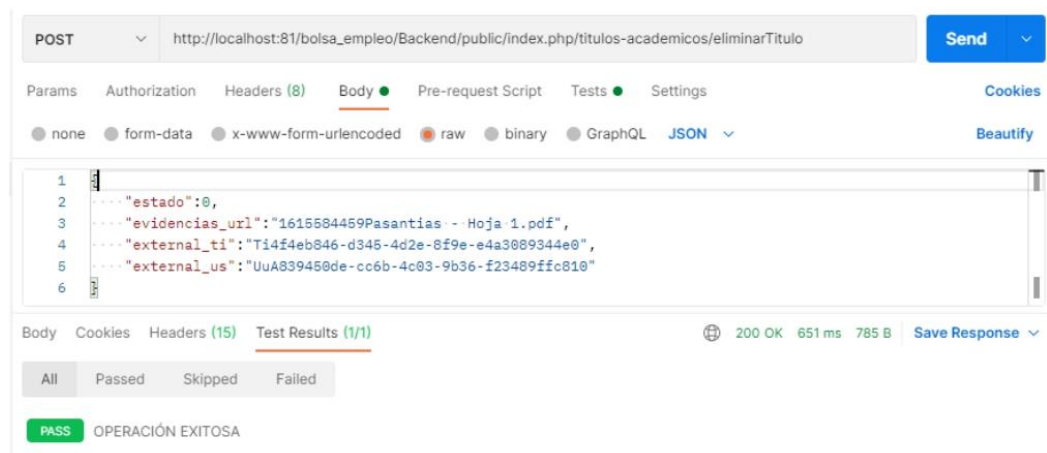 POST http://localhost:81/bolsa_empleo/Backend/public/index.php/titulos-academicos/eliminarTitulo Send
Params Authorization Headers (8) Body Pre-request Script Tests Settings Cookies
none form-data x-www-form-urlencoded raw binary GraphQL JSON Beautify
1 {
2 "estado":0,
3 "evidencias_url":"1615584459Pasantias - Hoja 1.pdf",
4 "external_ti":"Ti4f4eb846-d345-4d2e-8f9e-e4a3089344e0",
5 "external_us":"UuA839450de-cc6b-4c03-9b36-f23489ffc810"
6 }
Body Cookies Headers (15) Test Results (1/1) 200 OK 651 ms 785 B Save Response
All Passed Skipped Failed
PASS OPERACIÓN EXITOSA